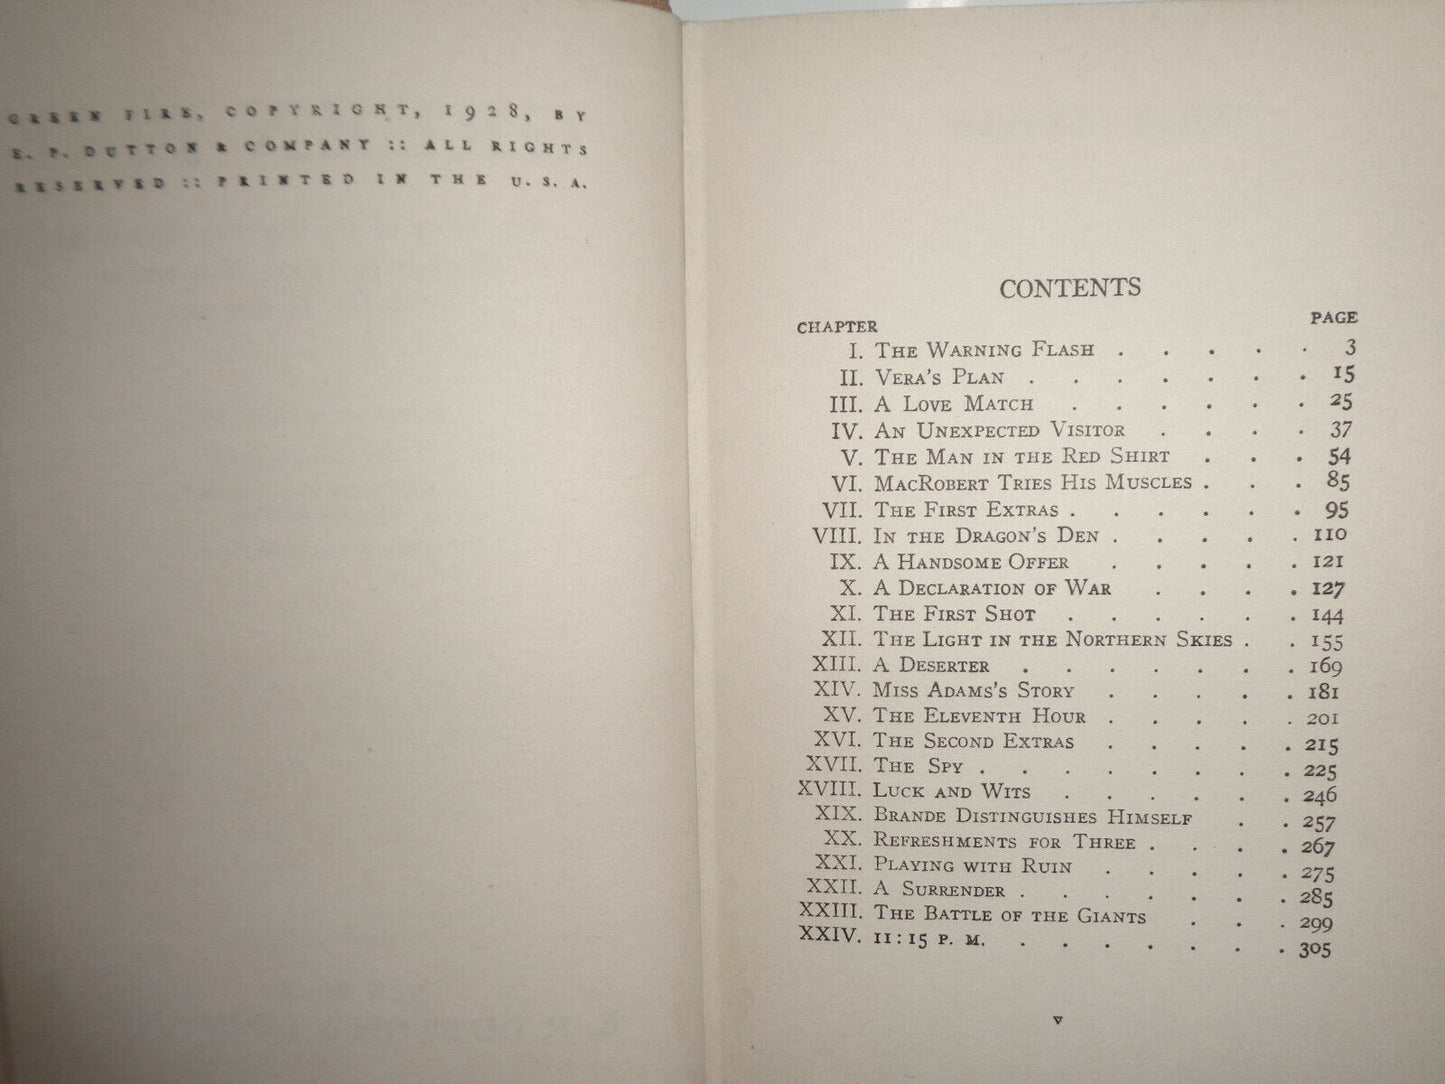 GREEN FIRE, COPYRIGHT, 1928, BY
E. P. DUTTON & COMPANY :: ALL RIGHTS
RESERVED :: PRINTED IN THE U. S. A.
CONTENTS
CHAPTER PAGE
I. THE WARNING FLASH . . . . . 3
II. VERA'S PLAN . . . . . . . 15
III. A LOVE MATCH . . . . . . 25
IV. AN UNEXPECTED VISITOR . . . . 37
V. THE MAN IN THE RED SHIRT . . . 54
VI. MACROBERT TRIES HIS MUSCLES . . . 85
VII. THE FIRST EXTRAS . . . . . . 95
VIII. IN THE DRAGON'S DEN . . . . . 110
IX. A HANDSOME OFFER . . . . . 121
X. A DECLARATION OF WAR . . . . 127
XI. THE FIRST SHOT . . . . . . 144
XII. THE LIGHT IN THE NORTHERN SKIES . . 155
XIII. A DESERTER . . . . . . . 169
XIV. MISS ADAMS'S STORY . . . . . 181
XV. THE ELEVENTH HOUR . . . . . 201
XVI. THE SECOND EXTRAS . . . . . 215
XVII. THE SPY . . . . . . . . 225
XVIII. LUCK AND WITS . . . . . . 246
XIX. BRANDE DISTINGUISHES HIMSELF . . 257
XX. REFRESHMENTS FOR THREE . . . . 267
XXI. PLAYING WITH RUIN . . . . . 275
XXII. A SURRENDER . . . . . . . 285
XXIII. THE BATTLE OF THE GIANTS . . . 299
XXIV. 11:15 P. M. . . . . . . . 305
v